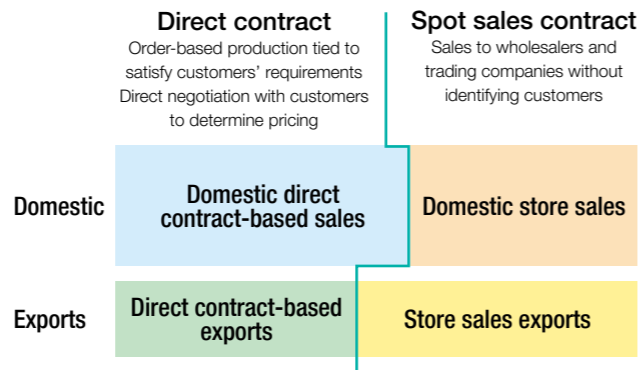 Direct contract
Order-based production tied to
satisfy customers’ requirements
Direct negotiation with customers
to determine pricing
Spot sales contract
Sales to wholesalers and
trading companies without
identifying customers
Domestic
Domestic direct
contract-based sales
Domestic store sales
Exports
Direct contract-based
exports
Store sales exports